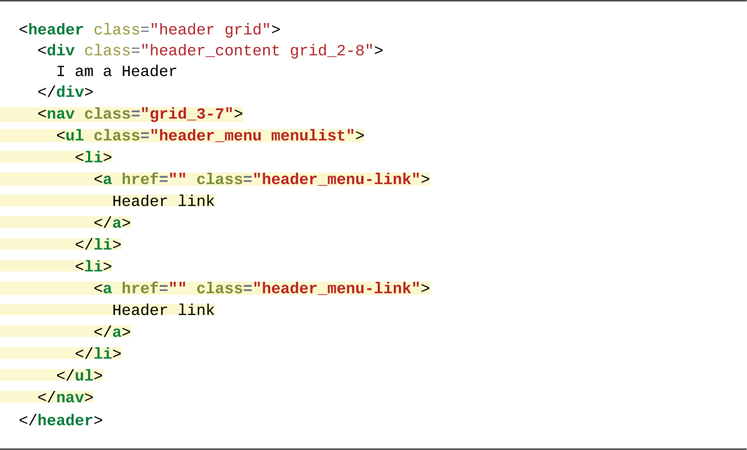 <header class="header grid">
<div class="header_content grid_2-8">
I am a Header
</div>
<nav class="grid_3-7">
<ul class="header_menu menulist">
<li>
<a href="" class="header_menu-link">
Header link
</a>
</li>
<li>
<a href="" class="header_menu-link">
Header link
</a>
</li>
</ul>
</nav>
</header>